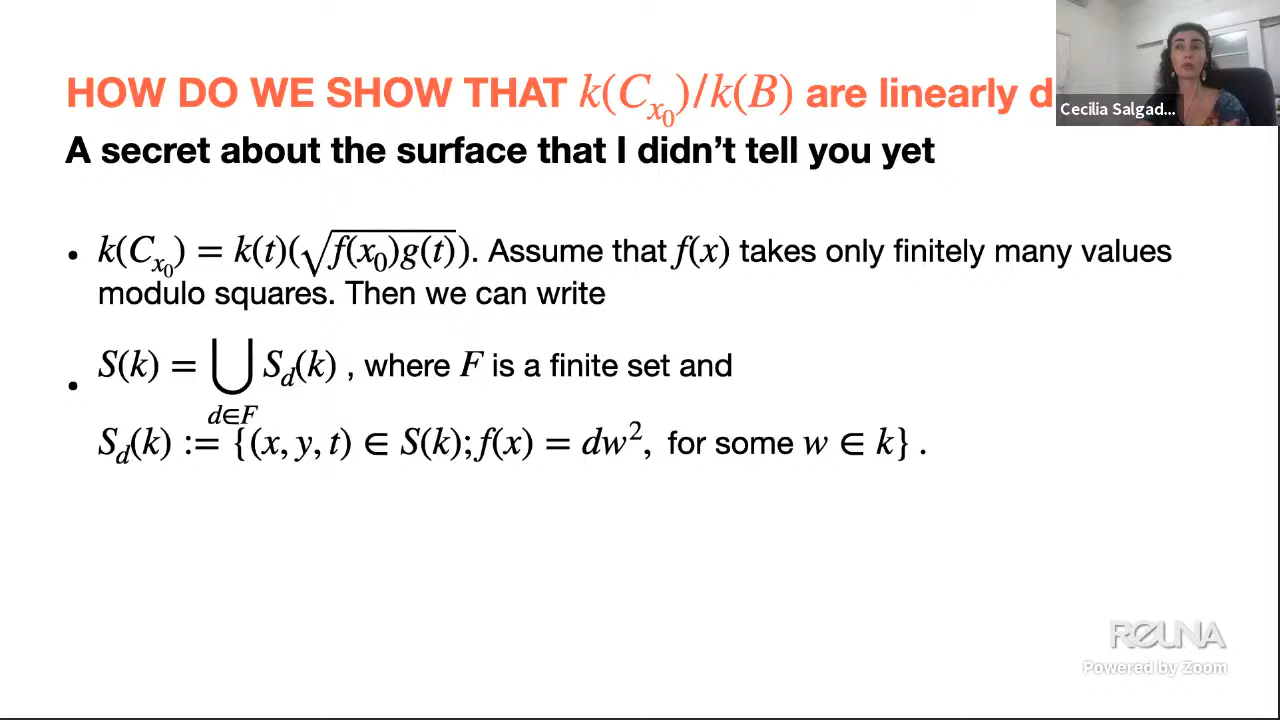 HOW DO WE SHOW THAT k(C_{x_0})/k(B) are linearly d
Cecilia Salgad...
A secret about the surface that I didn't tell you yet
• k(C_{x_0}) = k(t)(√f(x_0)g(t)). Assume that f(x) takes only finitely many values
modulo squares. Then we can write
• S(k) = ⋃_{d∈F} S_d(k) , where F is a finite set and
S_d(k) := {(x, y, t) ∈ S(k); f(x) = dw², for some w ∈ k} .
REUNA
Powered by Zoom